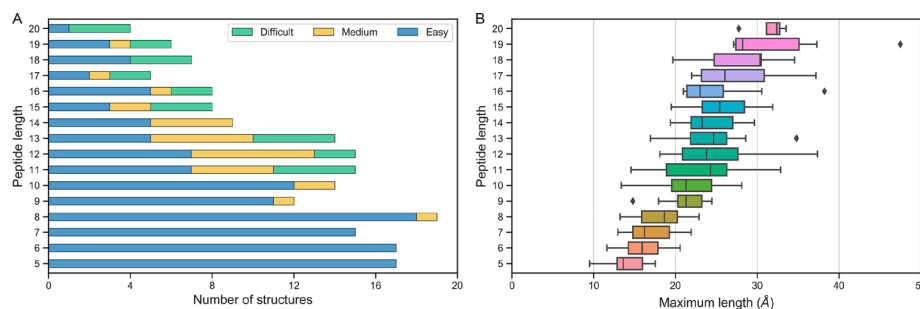 A
Difficult
Medium
Easy
Peptide length
20
19
18
17
16
15
14
13
12
11
10
9
8
7
6
5
0 4 8 12 16 20
Number of structures
B
Peptide length
20
19
18
17
16
15
14
13
12
11
10
9
8
7
6
5
0 10 20 30 40 5
Maximum length (Å)